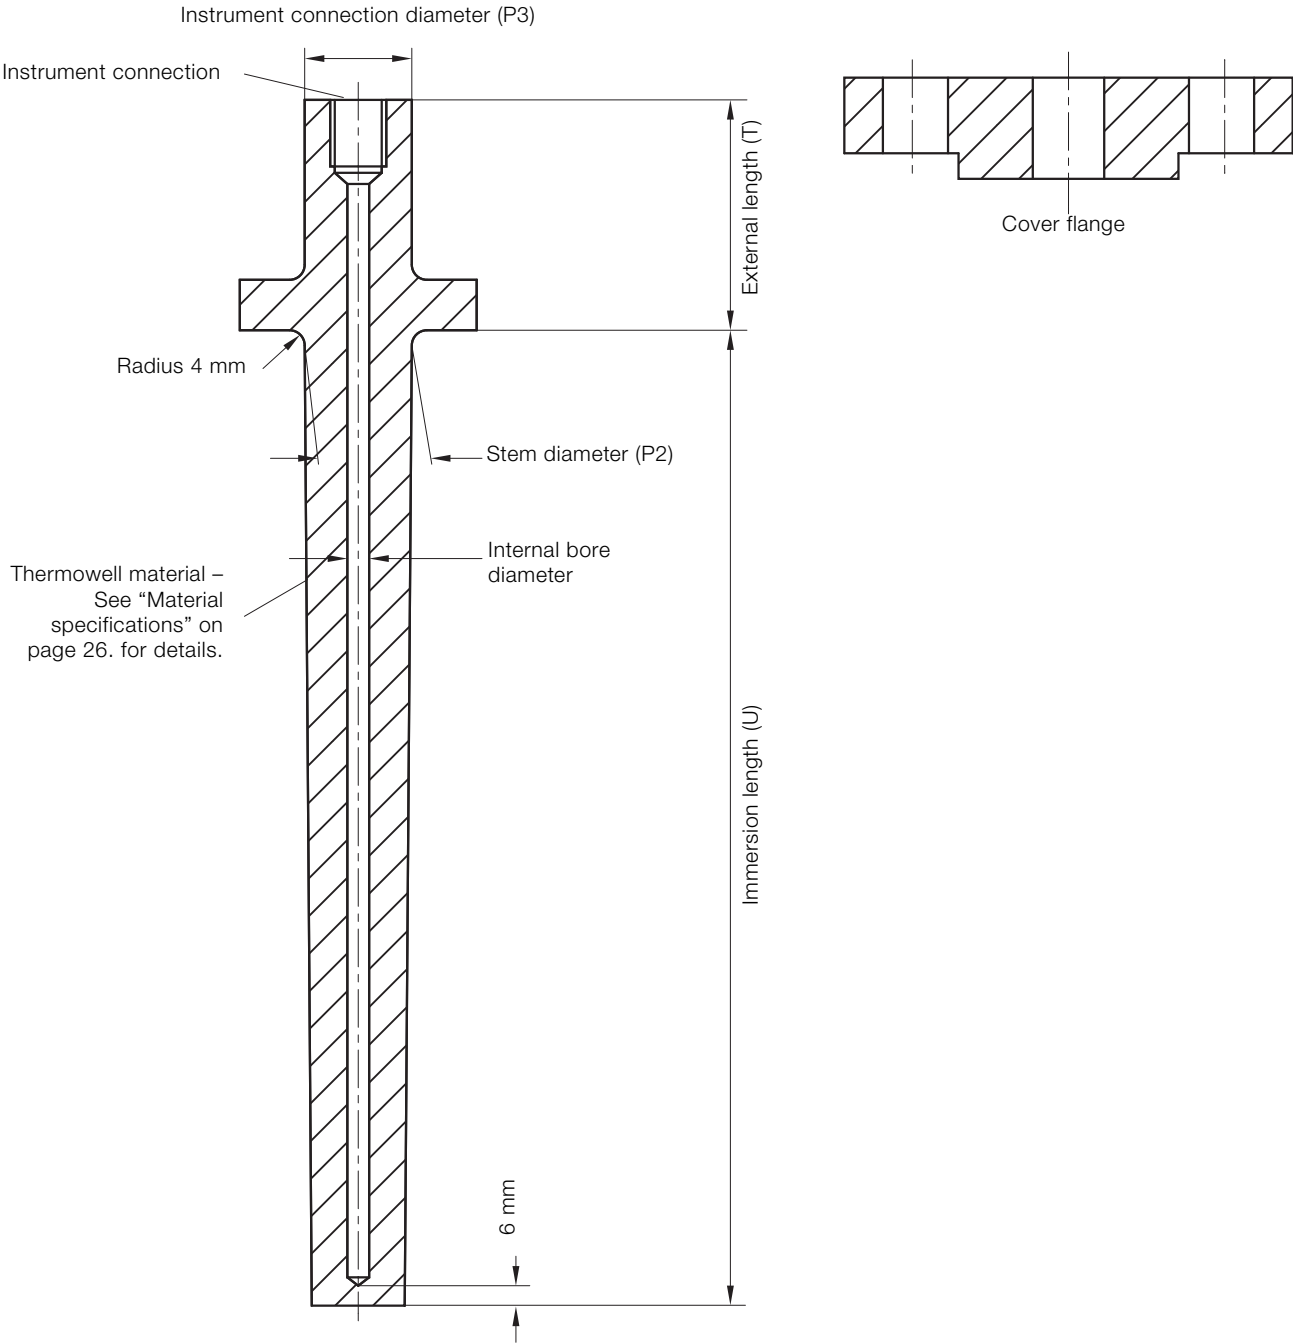 Instrument connection diameter (P3)
Instrument connection
External length (T)
Cover flange
Radius 4 mm
Stem diameter (P2)
Internal bore
diameter
Thermowell material –
See “Material
specifications” on
page 26. for details.
Immersion length (U)
6 mm